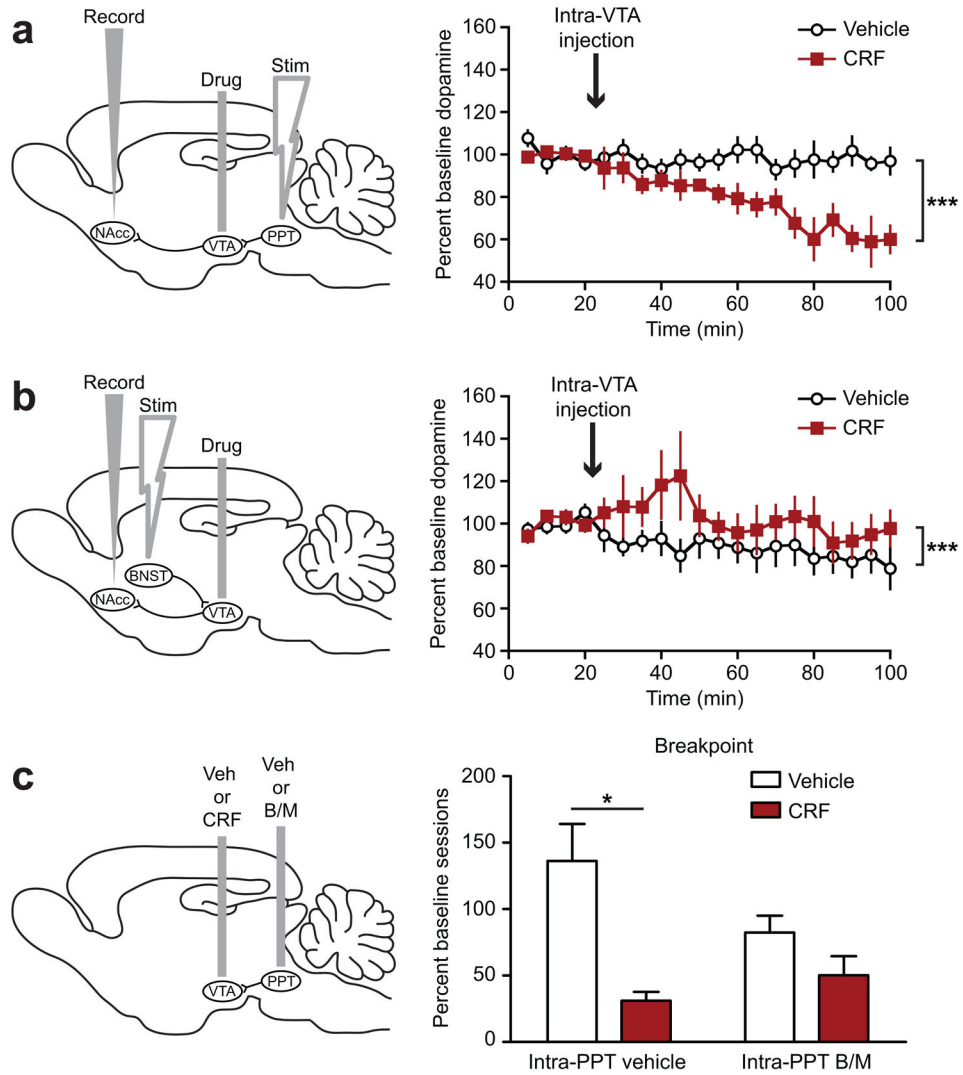 a
Record
Stim
Drug
NAcc
VTA
PPT
Intra-VTA
injection
Vehicle
CRF
Percent baseline dopamine
160
140
120
100
80
60
40
***
0 20 40 60 80 100
Time (min)
b
Record
Stim
Drug
BNST
NAcc
VTA
Intra-VTA
injection
Vehicle
CRF
Percent baseline dopamine
160
140
120
100
80
60
40
***
0 20 40 60 80 100
Time (min)
c
Veh
or
CRF
Veh
or
B/M
VTA
PPT
Breakpoint
Vehicle
CRF
Percent baseline sessions
200
150
100
50
0
*
Intra-PPT vehicle
Intra-PPT B/M